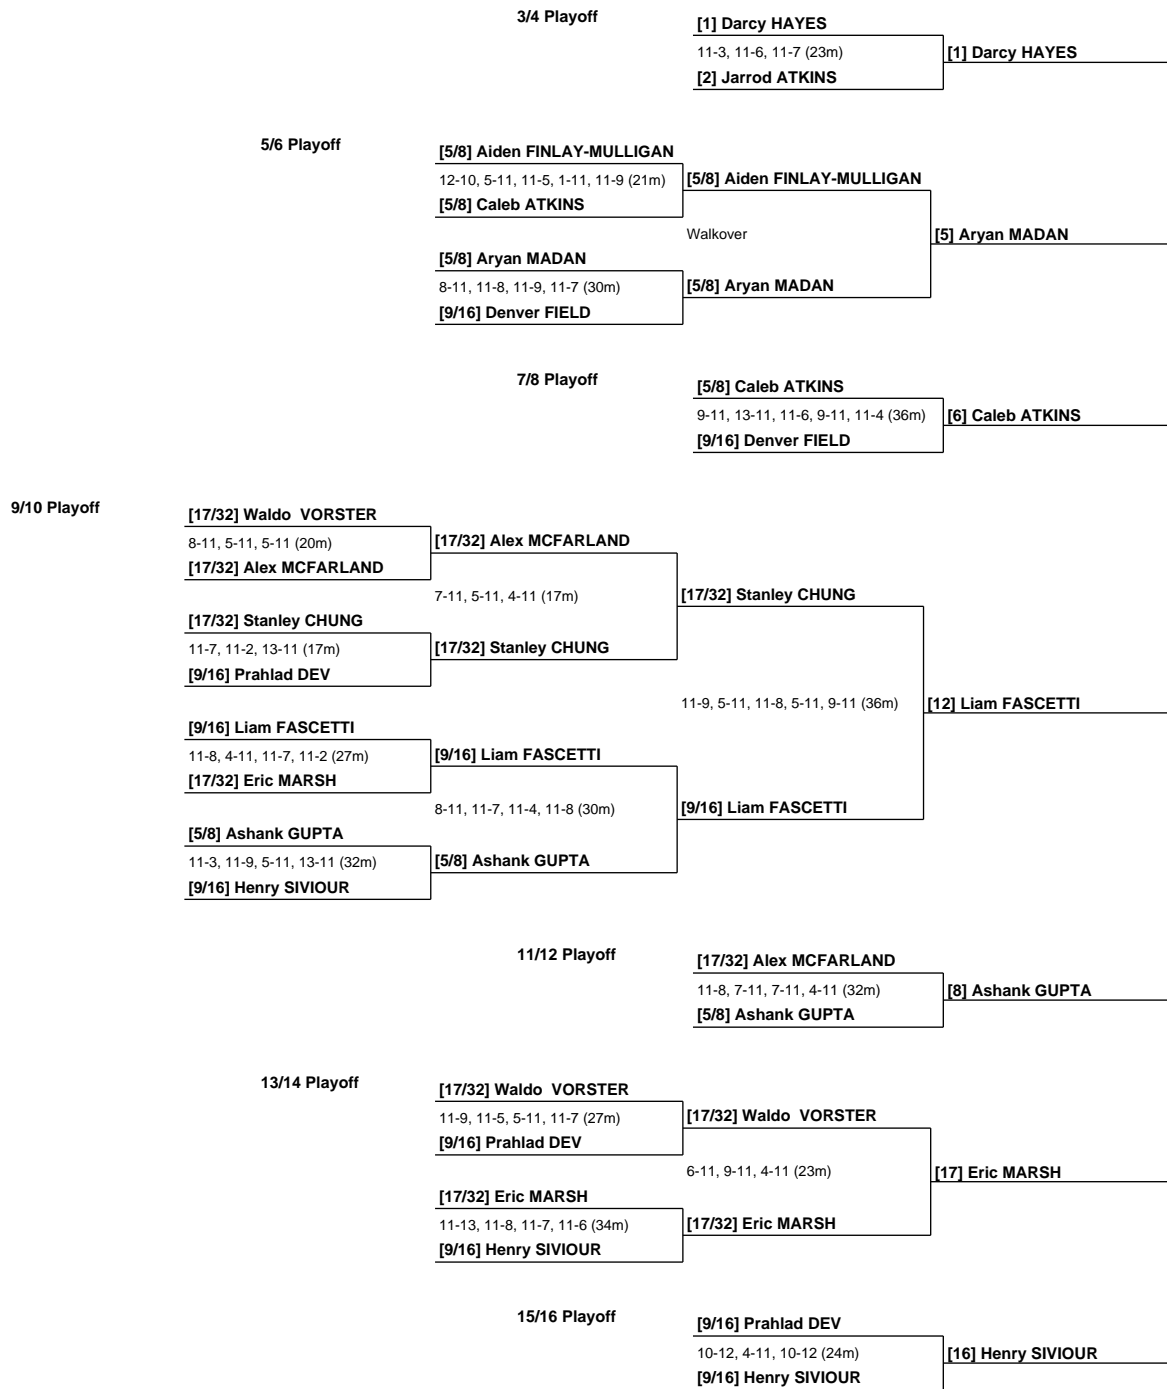 3/4 Playoff
[1] Darcy HAYES
11-3, 11-6, 11-7 (23m)
[1] Darcy HAYES
[2] Jarrod ATKINS
5/6 Playoff
[5/8] Aiden FINLAY-MULLIGAN
12-10, 5-11, 11-5, 1-11, 11-9 (21m)
[5/8] Aiden FINLAY-MULLIGAN
[5/8] Caleb ATKINS
Walkover
[5] Aryan MADAN
[5/8] Aryan MADAN
8-11, 11-8, 11-9, 11-7 (30m)
[5/8] Aryan MADAN
[9/16] Denver FIELD
7/8 Playoff
[5/8] Caleb ATKINS
9-11, 13-11, 11-6, 9-11, 11-4 (36m)
[6] Caleb ATKINS
[9/16] Denver FIELD
9/10 Playoff
[17/32] Waldo  VORSTER
8-11, 5-11, 5-11 (20m)
[17/32] Alex MCFARLAND
[17/32] Alex MCFARLAND
7-11, 5-11, 4-11 (17m)
[17/32] Stanley CHUNG
[17/32] Stanley CHUNG
11-7, 11-2, 13-11 (17m)
[17/32] Stanley CHUNG
[9/16] Prahlad DEV
11-9, 5-11, 11-8, 5-11, 9-11 (36m)
[12] Liam FASCETTI
[9/16] Liam FASCETTI
11-8, 4-11, 11-7, 11-2 (27m)
[9/16] Liam FASCETTI
[17/32] Eric MARSH
8-11, 11-7, 11-4, 11-8 (30m)
[9/16] Liam FASCETTI
[5/8] Ashank GUPTA
11-3, 11-9, 5-11, 13-11 (32m)
[5/8] Ashank GUPTA
[9/16] Henry SIVIOUR
11/12 Playoff
[17/32] Alex MCFARLAND
11-8, 7-11, 7-11, 4-11 (32m)
[8] Ashank GUPTA
[5/8] Ashank GUPTA
13/14 Playoff
[17/32] Waldo  VORSTER
11-9, 11-5, 5-11, 11-7 (27m)
[17/32] Waldo  VORSTER
[9/16] Prahlad DEV
6-11, 9-11, 4-11 (23m)
[17] Eric MARSH
[17/32] Eric MARSH
11-13, 11-8, 11-7, 11-6 (34m)
[17/32] Eric MARSH
[9/16] Henry SIVIOUR
15/16 Playoff
[9/16] Prahlad DEV
10-12, 4-11, 10-12 (24m)
[16] Henry SIVIOUR
[9/16] Henry SIVIOUR